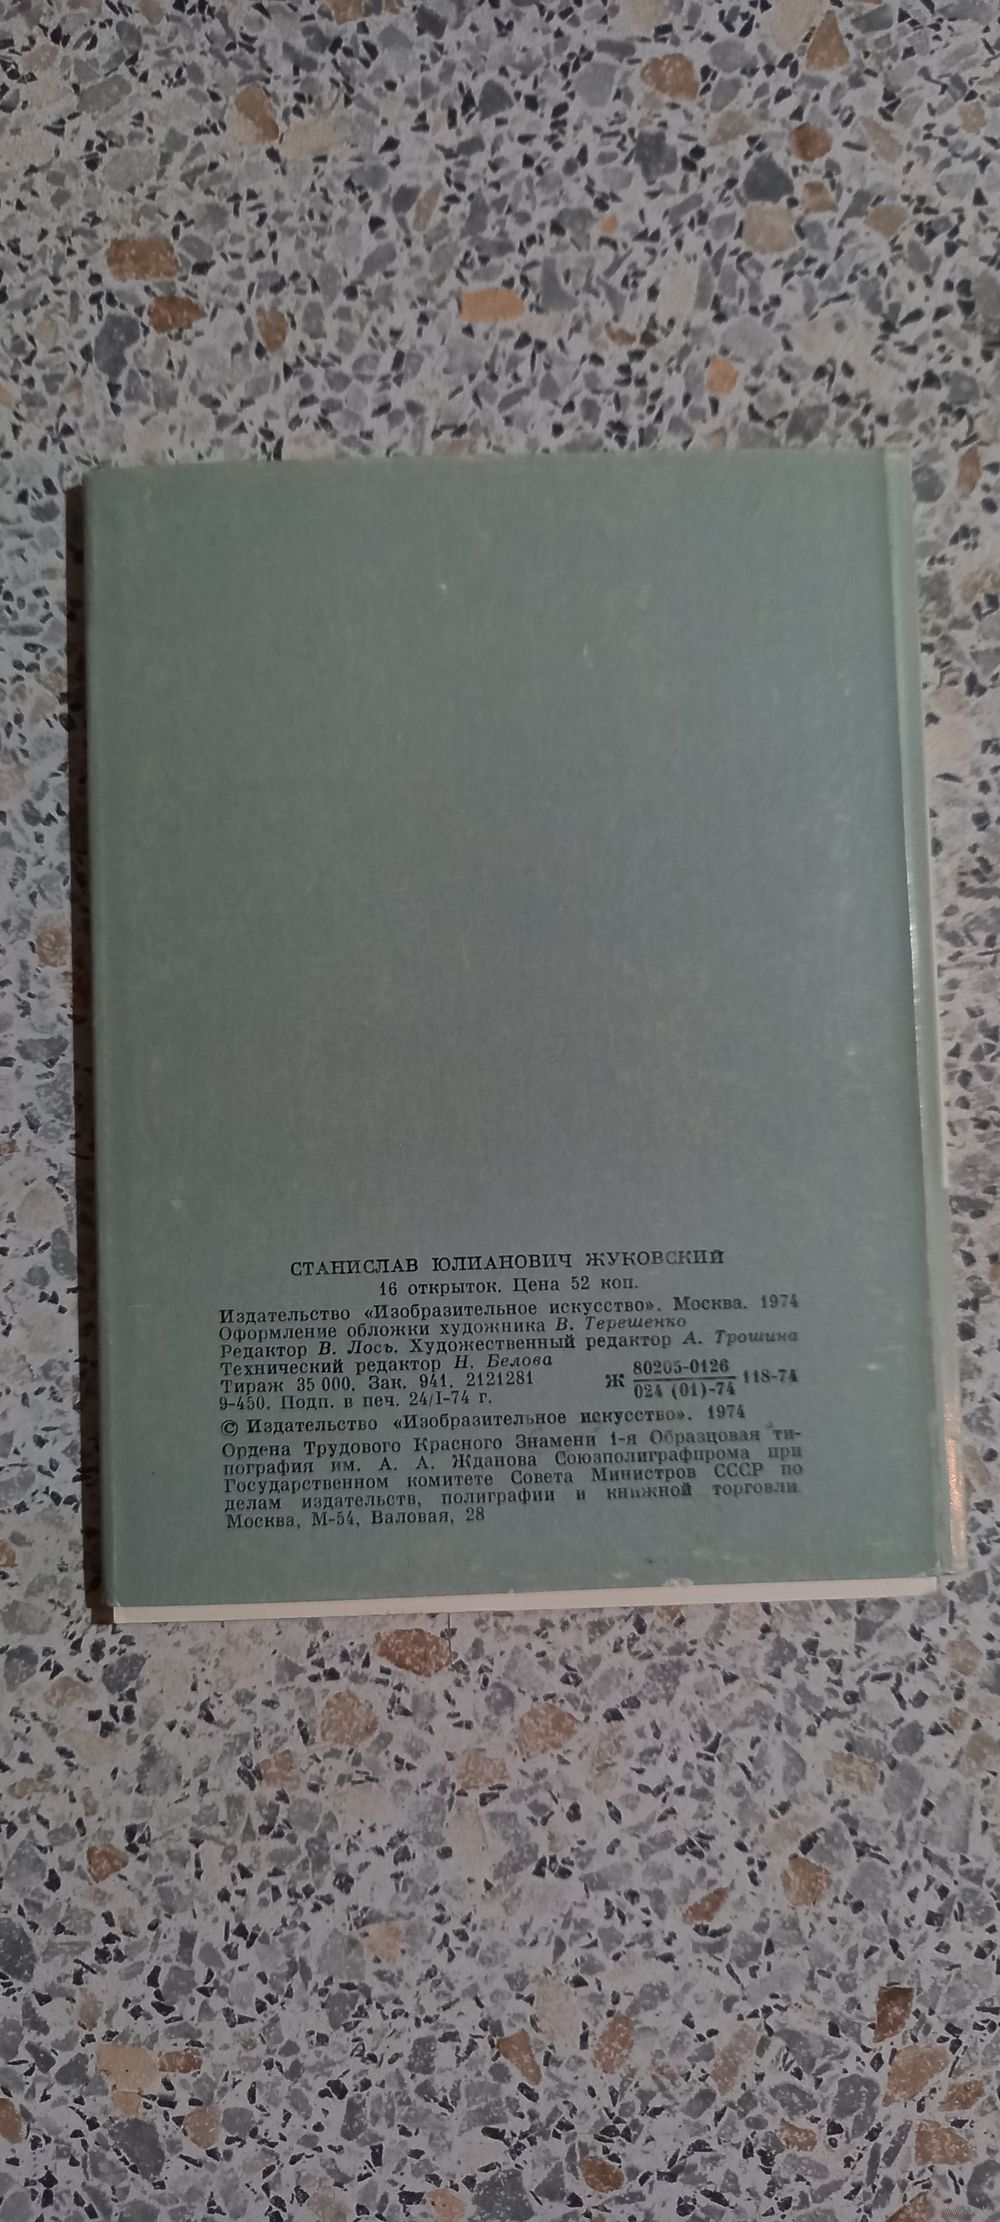 СТАНИСЛАВ ЮЛИАНОВИЧ ЖУКОВСКИЙ
16 открыток. Цена 52 коп.
Издательство «Изобразительное искусство». Москва. 1974
Оформление обложки художника В. Терешенко
Редактор В. Лось. Художественный редактор А. Трошина
Технический редактор Н. Белова
Тираж 35 000. Зак. 941. 2121281
9-450. Подп. в печ. 24/I-74 г.
Ж 80205-0126 / 024 (01)-74 118-74
© Издательство «Изобразительное искусство». 1974
Ордена Трудового Красного Знамени 1-я Образцовая ти-
пография им. А. А. Жданова Союзполиграфпрома при
Государственном комитете Совета Министров СССР по
делам издательств, полиграфии и книжной торговли.
Москва, М-54, Валовая, 28